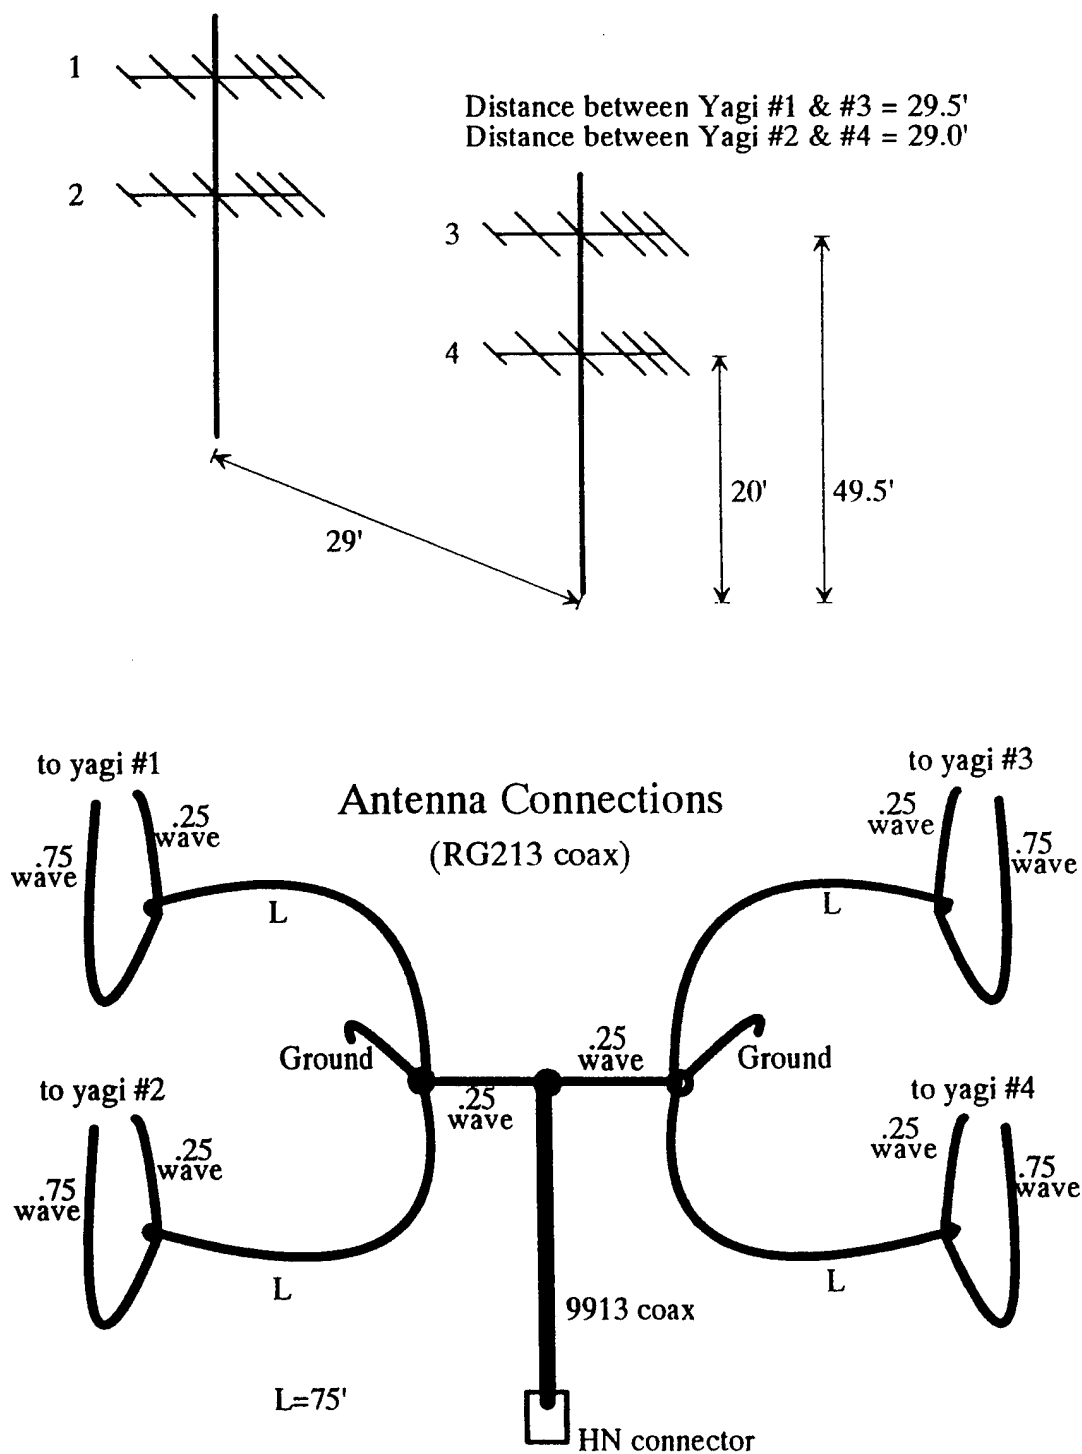 1
Distance between Yagi #1 & #3 = 29.5'
Distance between Yagi #2 & #4 = 29.0'
2
3
4
20'
49.5'
29'
to yagi #1
to yagi #3
Antenna Connections
(RG213 coax)
.25
wave
.75
wave
.25
wave
.75
wave
L
L
Ground
.25
wave
Ground
.25
wave
to yagi #2
to yagi #4
.25
wave
.75
wave
.25
wave
.75
wave
L
L
9913 coax
L=75'
HN connector